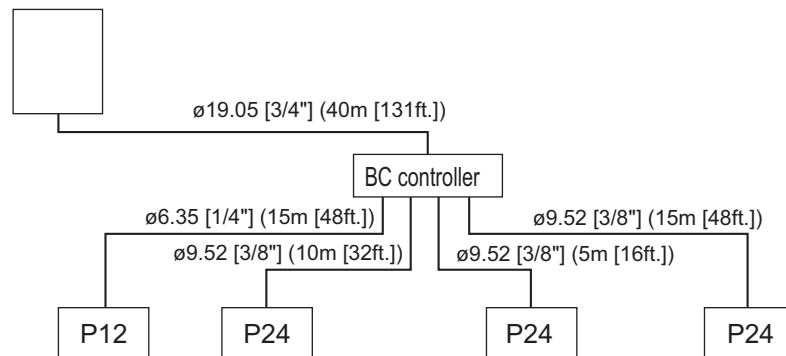 ø19.05 [3/4"] (40m [131ft.])
BC controller
ø6.35 [1/4"] (15m [48ft.])
ø9.52 [3/8"] (15m [48ft.])
ø9.52 [3/8"] (10m [32ft.])
ø9.52 [3/8"] (5m [16ft.])
P12
P24
P24
P24